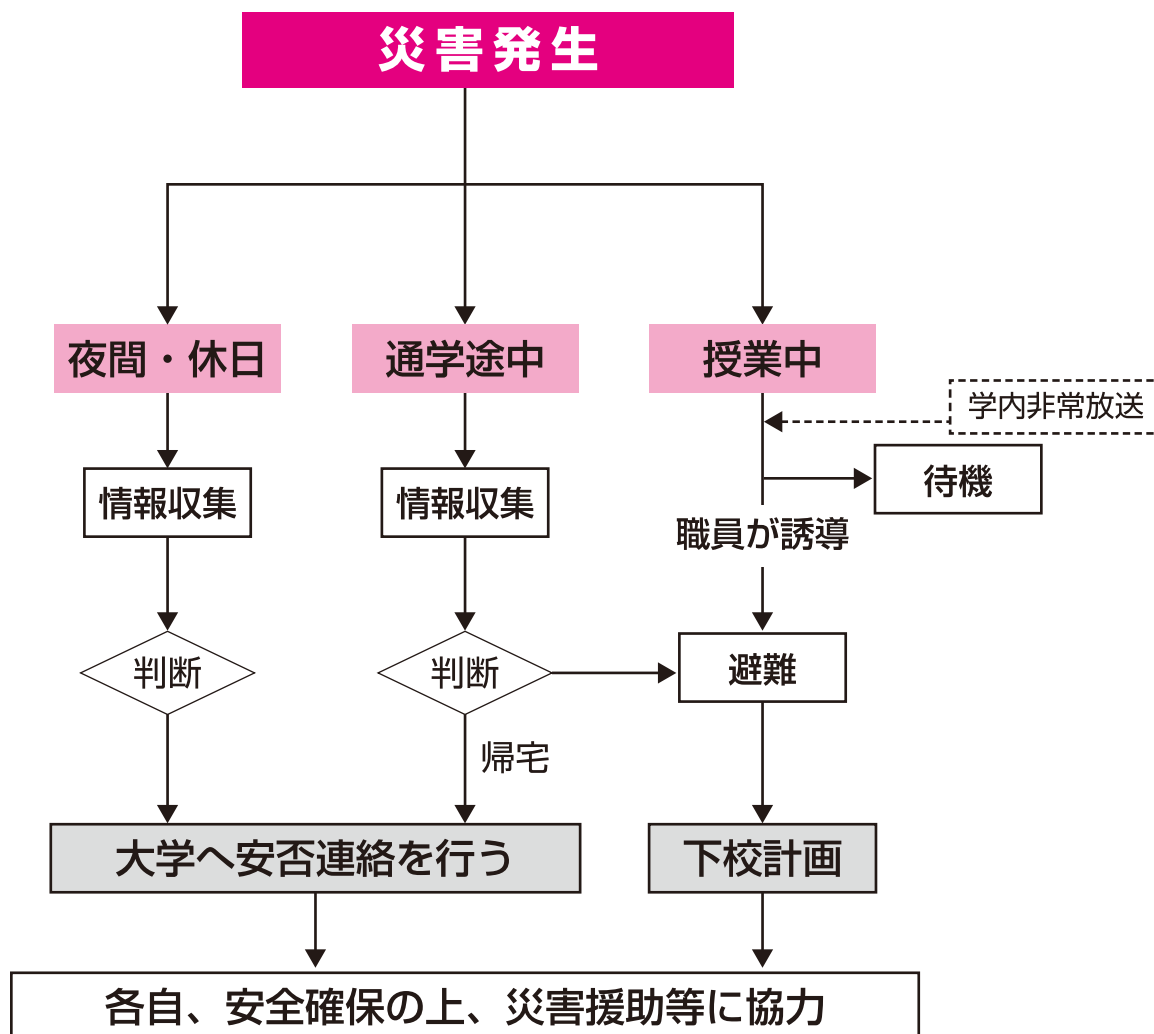 災害発生
夜間・休日
通学途中
授業中
学内非常放送
待機
情報収集
情報収集
職員が誘導
判断
判断
避難
帰宅
大学へ安否連絡を行う
下校計画
各自、安全確保の上、災害援助等に協力